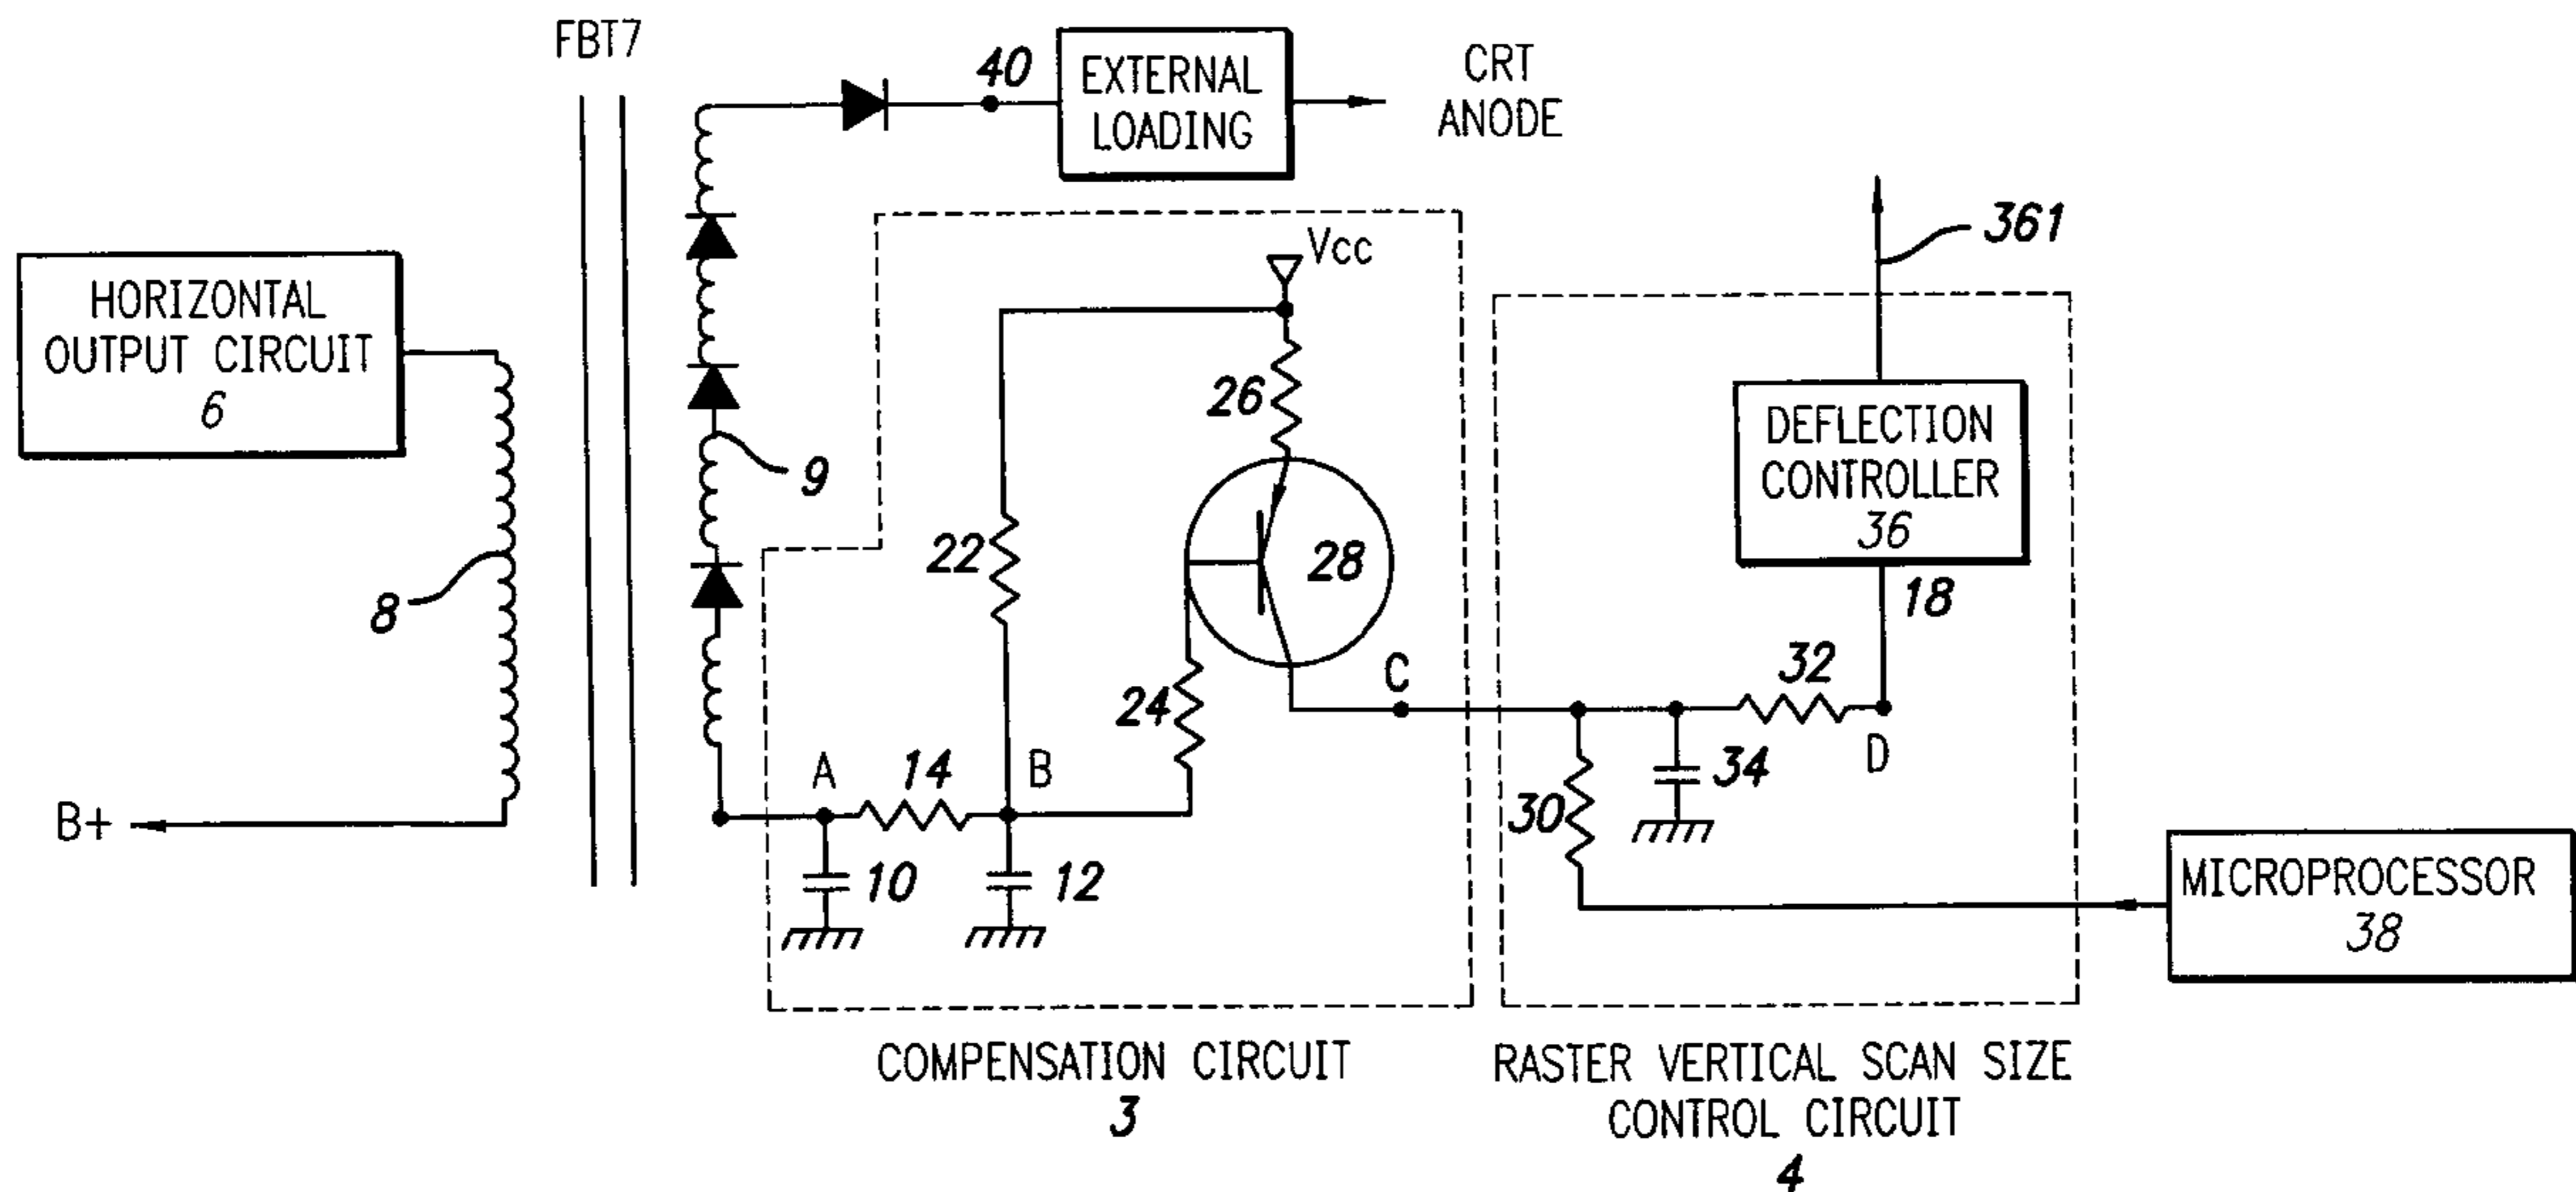 FBT7
40
EXTERNAL
LOADING
CRT
ANODE
361
Vcc
HORIZONTAL
OUTPUT CIRCUIT
6
26
DEFLECTION
CONTROLLER
36
9
22
28
8
18
24
C
32
A
14
B
D
34
30
B+
10
12
MICROPROCESSOR
38
COMPENSATION CIRCUIT
3
RASTER VERTICAL SCAN SIZE
CONTROL CIRCUIT
4